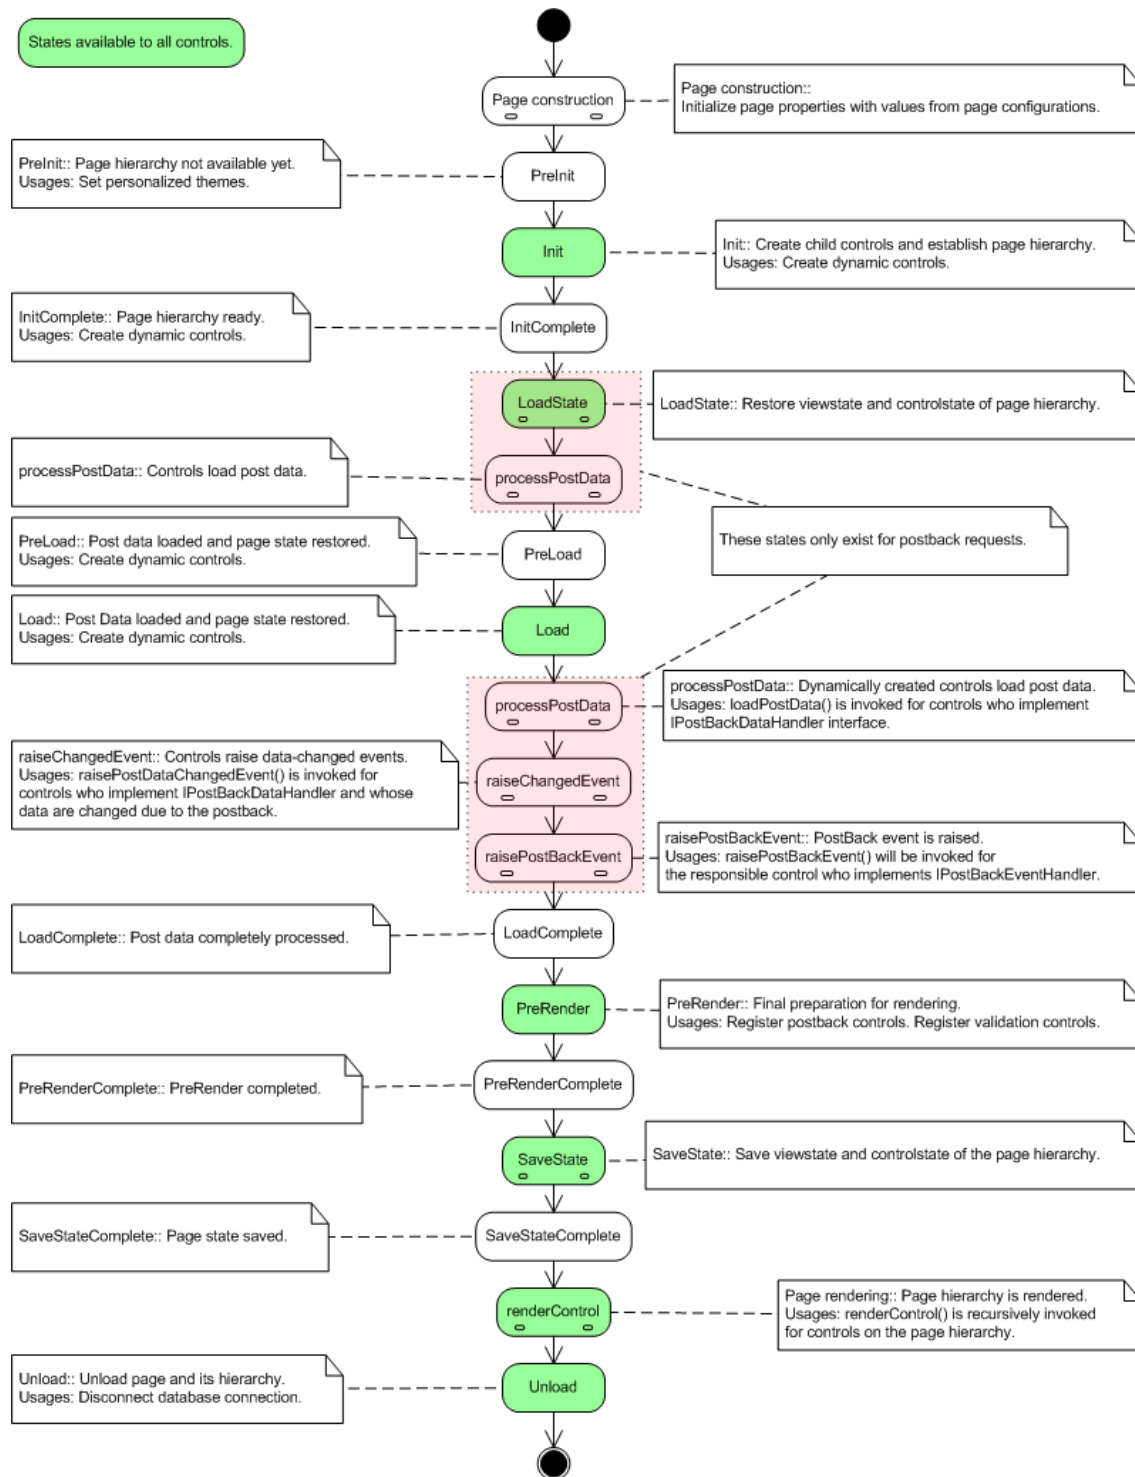 States available to all controls.
Page construction
Page construction::
Initialize page properties with values from page configurations.
PreInit:: Page hierarchy not available yet.
Usages: Set personalized themes.
PreInit
Init
Init:: Create child controls and establish page hierarchy.
Usages: Create dynamic controls.
InitComplete:: Page hierarchy ready.
Usages: Create dynamic controls.
InitComplete
LoadState
LoadState:: Restore viewstate and controlstate of page hierarchy.
processPostData:: Controls load post data.
processPostData
PreLoad:: Post data loaded and page state restored.
Usages: Create dynamic controls.
PreLoad
These states only exist for postback requests.
Load:: Post Data loaded and page state restored.
Usages: Create dynamic controls.
Load
processPostData
processPostData:: Dynamically created controls load post data.
Usages: loadPostData() is invoked for controls who implement
IPostBackDataHandler interface.
raiseChangedEvent:: Controls raise data-changed events.
Usages: raisePostDataChangedEvent() is invoked for
controls who implement IPostBackDataHandler and whose
data are changed due to the postback.
raiseChangedEvent
raisePostBackEvent
raisePostBackEvent:: PostBack event is raised.
Usages: raisePostBackEvent() will be invoked for
the responsible control who implements IPostBackEventHandler.
LoadComplete:: Post data completely processed.
LoadComplete
PreRender
PreRender:: Final preparation for rendering.
Usages: Register postback controls. Register validation controls.
PreRenderComplete:: PreRender completed.
PreRenderComplete
SaveState
SaveState:: Save viewstate and controlstate of the page hierarchy.
SaveStateComplete:: Page state saved.
SaveStateComplete
renderControl
Page rendering:: Page hierarchy is rendered.
Usages: renderControl() is recursively invoked
for controls on the page hierarchy.
Unload:: Unload page and its hierarchy.
Usages: Disconnect database connection.
Unload